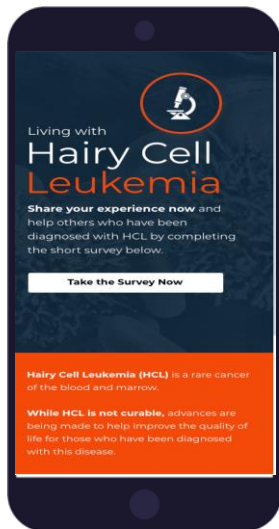 Living with
Hairy Cell
Leukemia
Share your experience now and
help others who have been
diagnosed with HCL by completing
the short survey below.
Take the Survey Now
Hairy Cell Leukemia (HCL) is a rare cancer
of the blood and marrow.
While HCL is not curable, advances are
being made to help improve the quality of
life for those who have been diagnosed
with this disease.